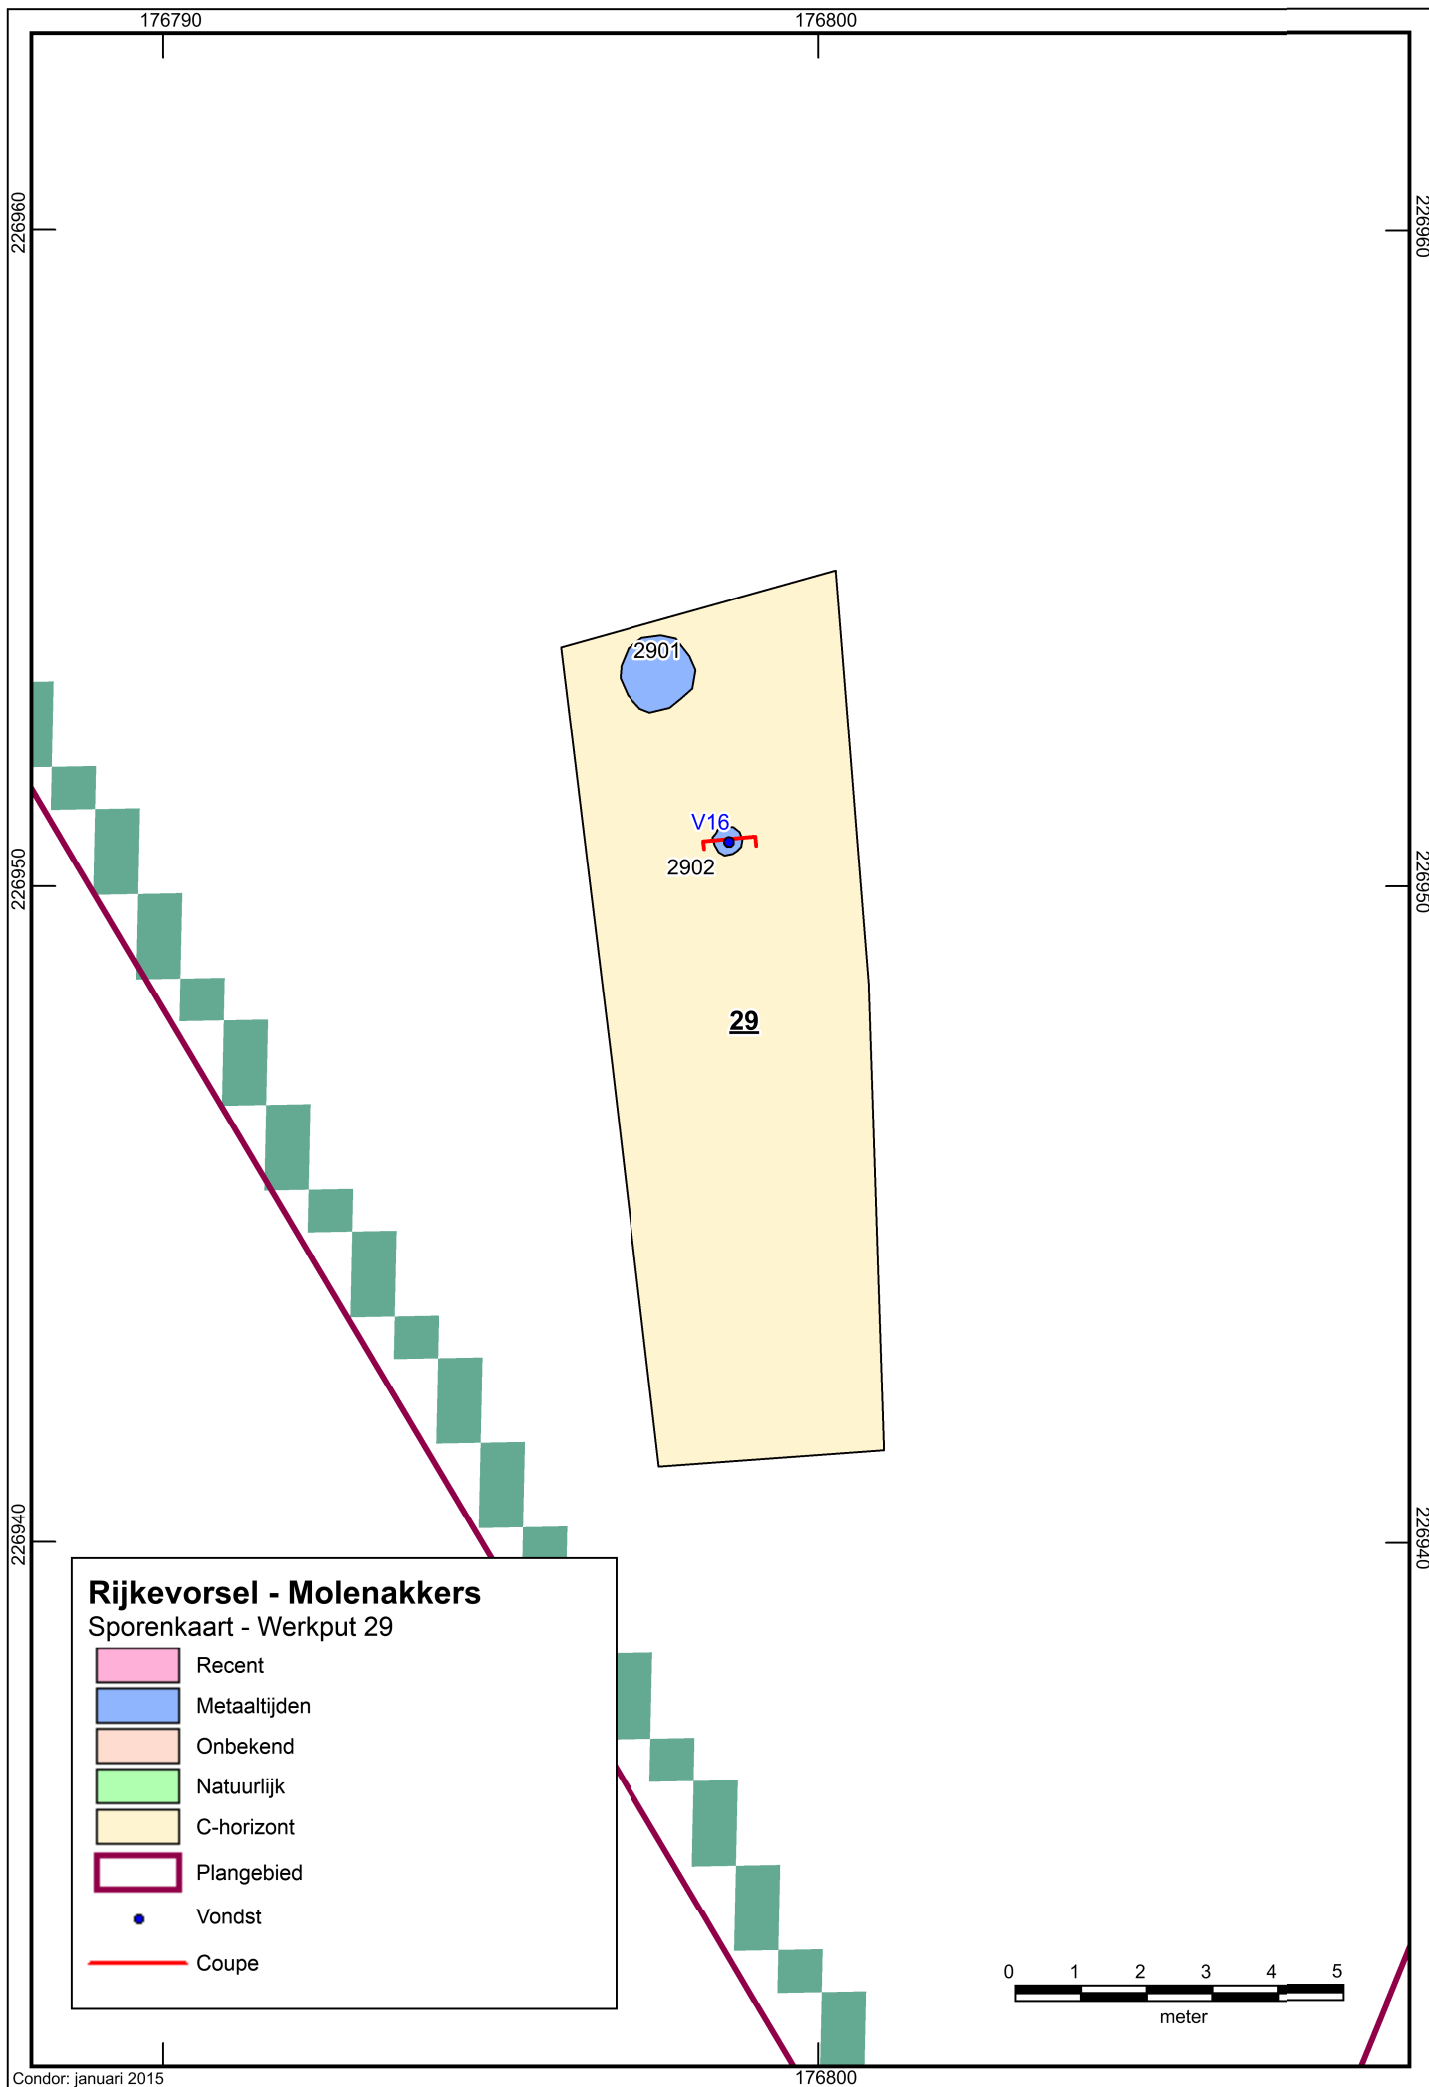 176790
176800
226960
226960
2901
V16
2902
226950
226950
29
226940
226940
Rijkevorsel - Molenakkers
Sporenkaart - Werkput 29
Recent
Metaaltijden
Onbekend
Natuurlijk
C-horizont
Plangebied
Vondst
Coupe
0 1 2 3 4 5
meter
Condor: januari 2015
176800